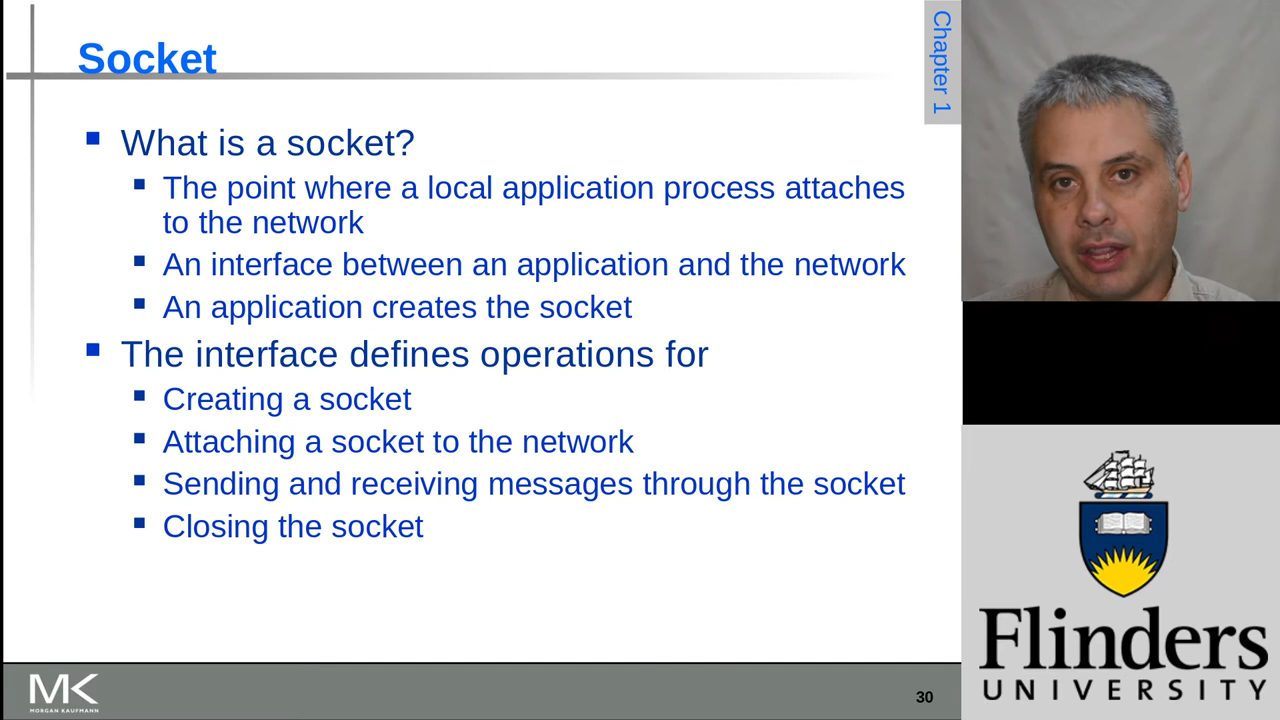 Socket
Chapter 1
What is a socket?
The point where a local application process attaches
to the network
An interface between an application and the network
An application creates the socket
The interface defines operations for
Creating a socket
Attaching a socket to the network
Sending and receiving messages through the socket
Closing the socket
MK
MORGAN KAUFMANN
30
Flinders
UNIVERSITY